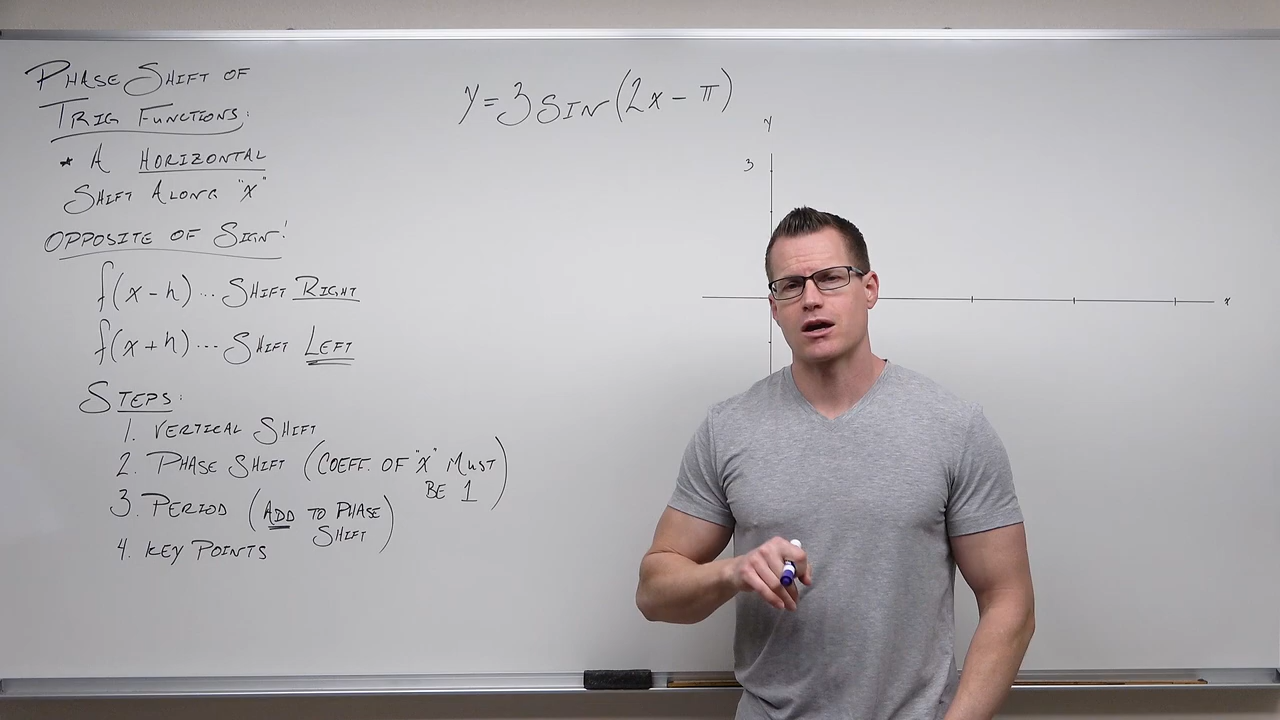 Phase Shift of
Trig Functions:
* A Horizontal
Shift Along "x"
Opposite of Sign!
f(x-h)... Shift Right
f(x+h)... Shift Left
Steps:
1. Vertical Shift
2. Phase Shift (Coeff. of "x" Must
be 1)
3. Period (Add to Phase
Shift)
4. Key Points
y=3sin(2x-π)
y
3
x